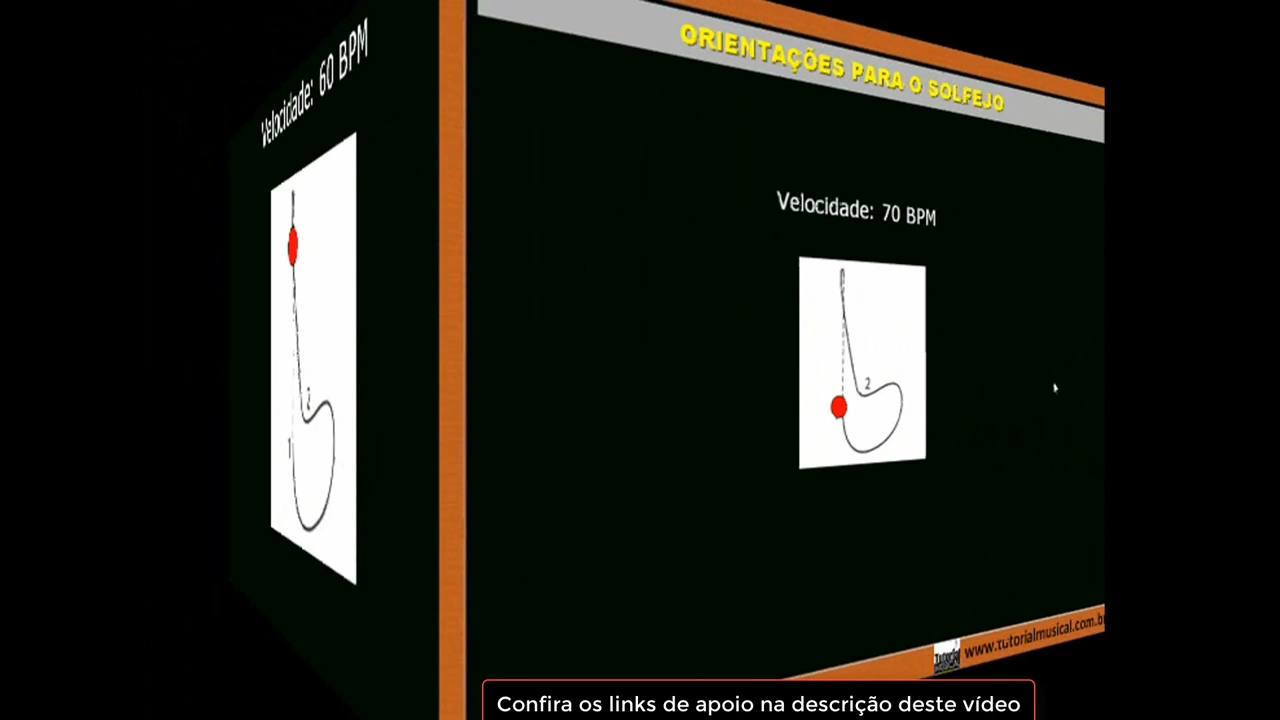 Velocidade: 60 BPM
2
1
ORIENTAÇÕES PARA O SOLFEJO
Velocidade: 70 BPM
2
Tutorial
www.tutorialmusical.com.br
Confira os links de apoio na descrição deste vídeo